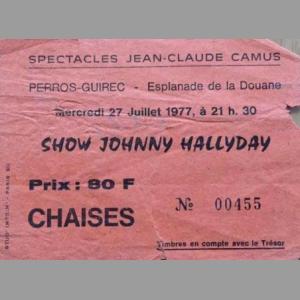 SPECTACLES JEAN-CLAUDE CAMUS
PERROS-GUIREC - Esplanade de la Douane
Mercredi 27 Juillet 1977, à 21 h. 30
SHOW JOHNNY HALLYDAY
Prix : 80 F
CHAISES
№ 00455
Timbres en compte avec le Trésor